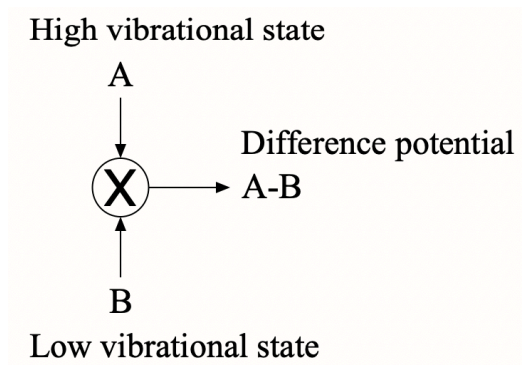 High vibrational state
A
Difference potential
X
A-B
B
Low vibrational state